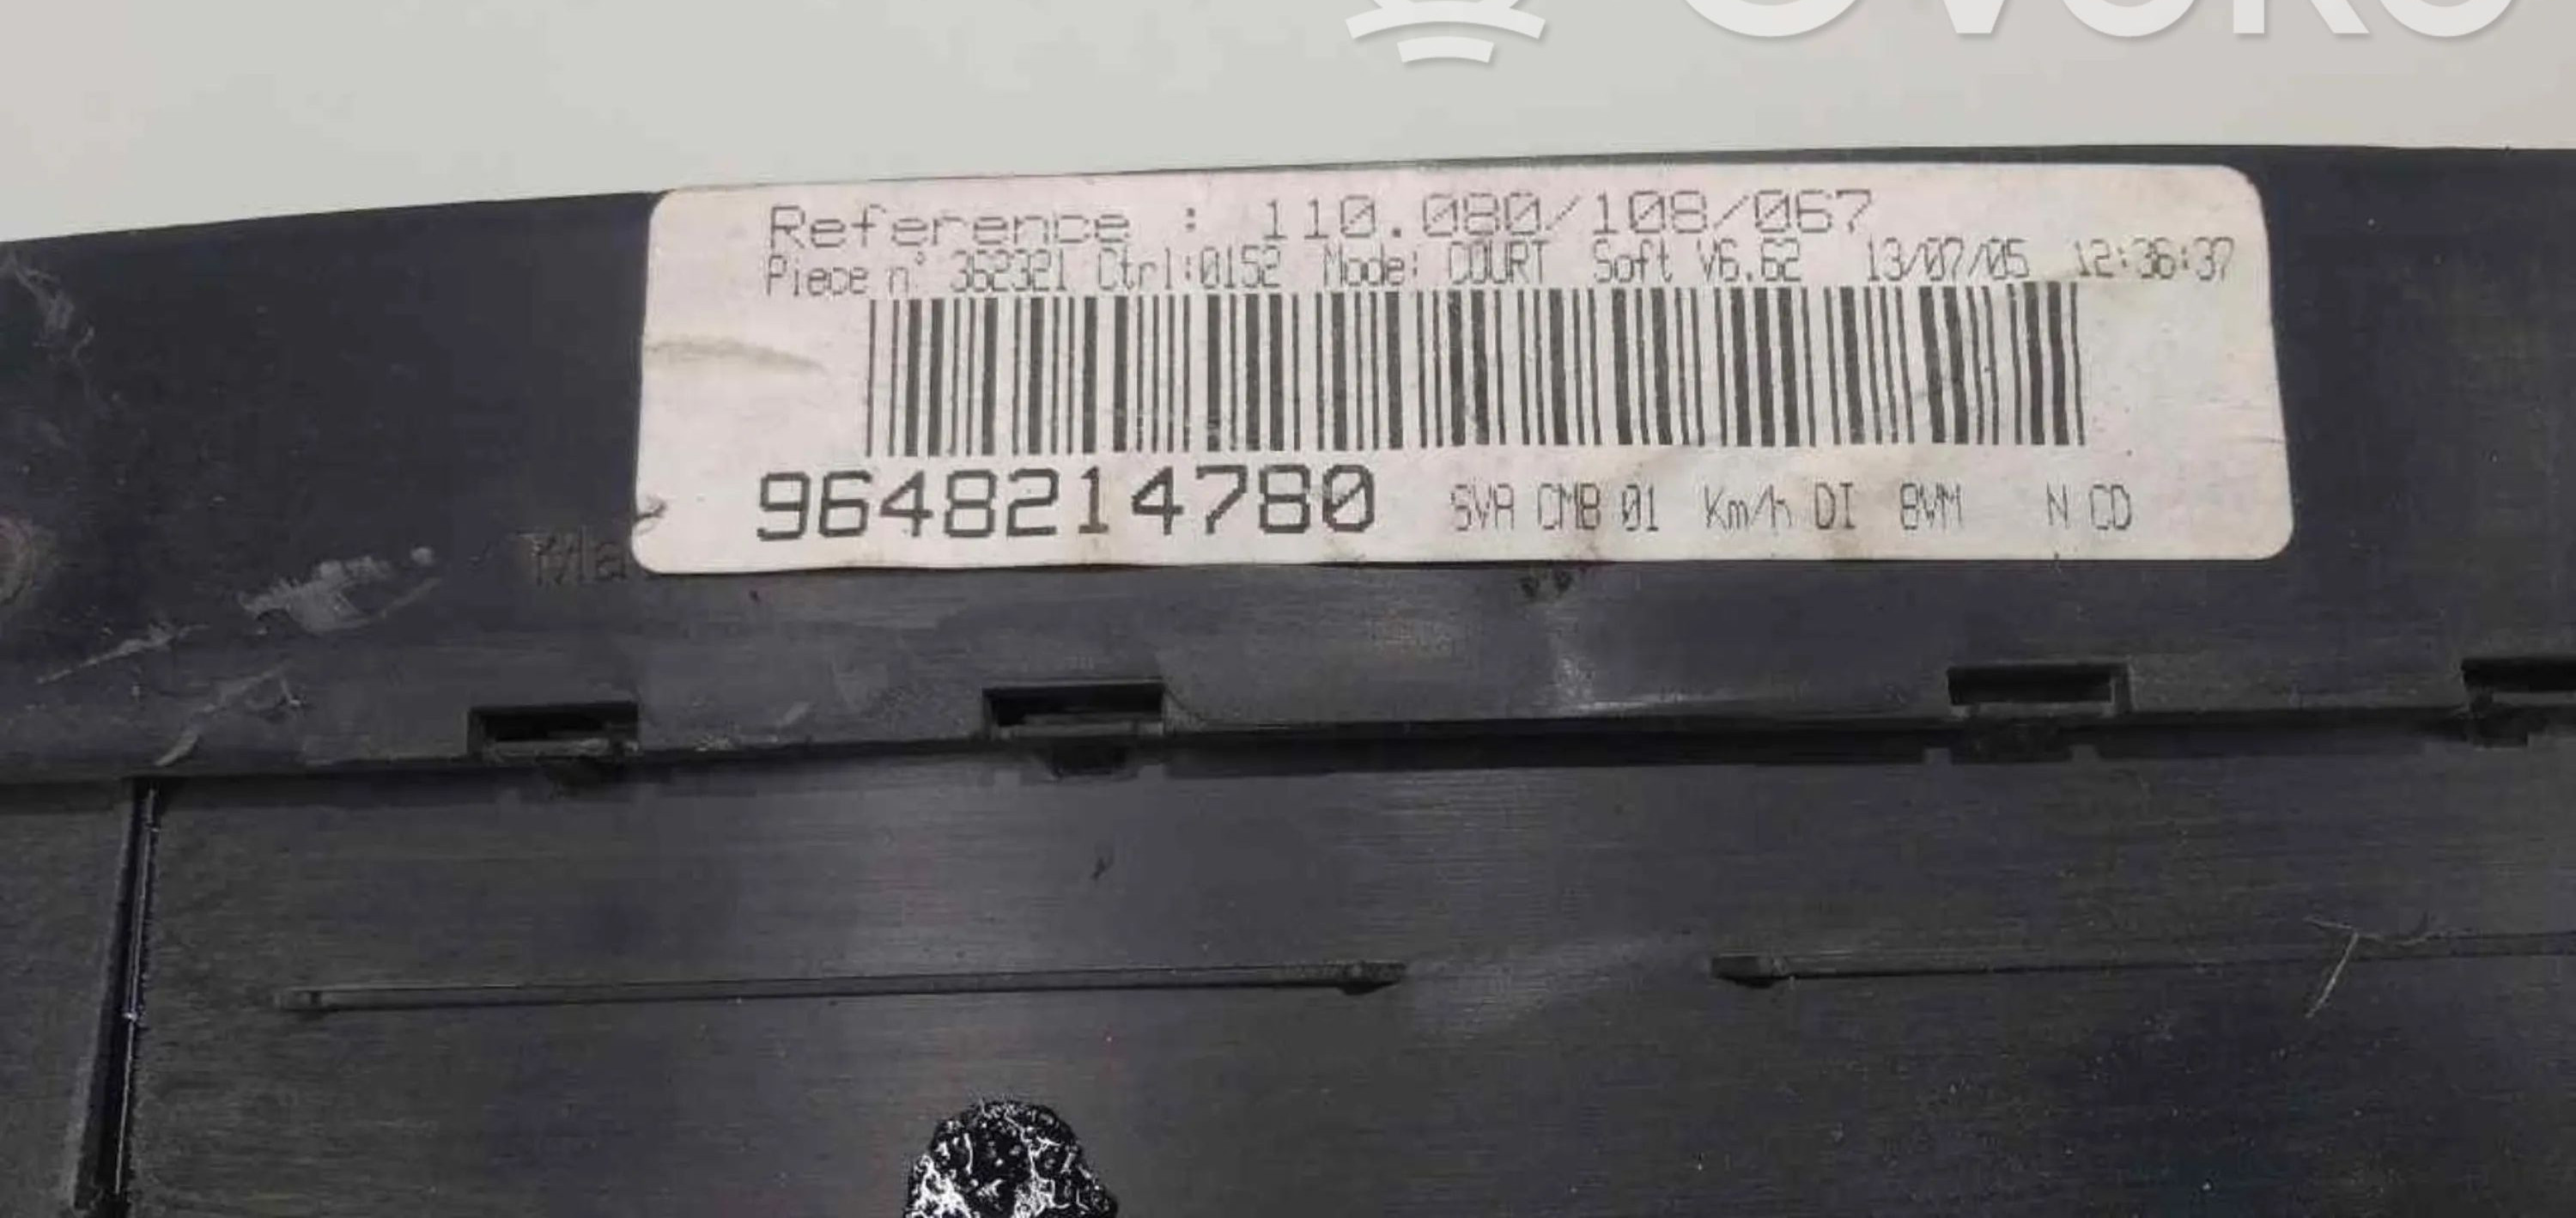 Reference : 110.080/108/067
Piece n° 362321 Ctrl:0152 Mode: COURT Soft V6.62 13/07/05 12:36:37
9648214780 SVA CMB 01 Km/h DI BVM N CD